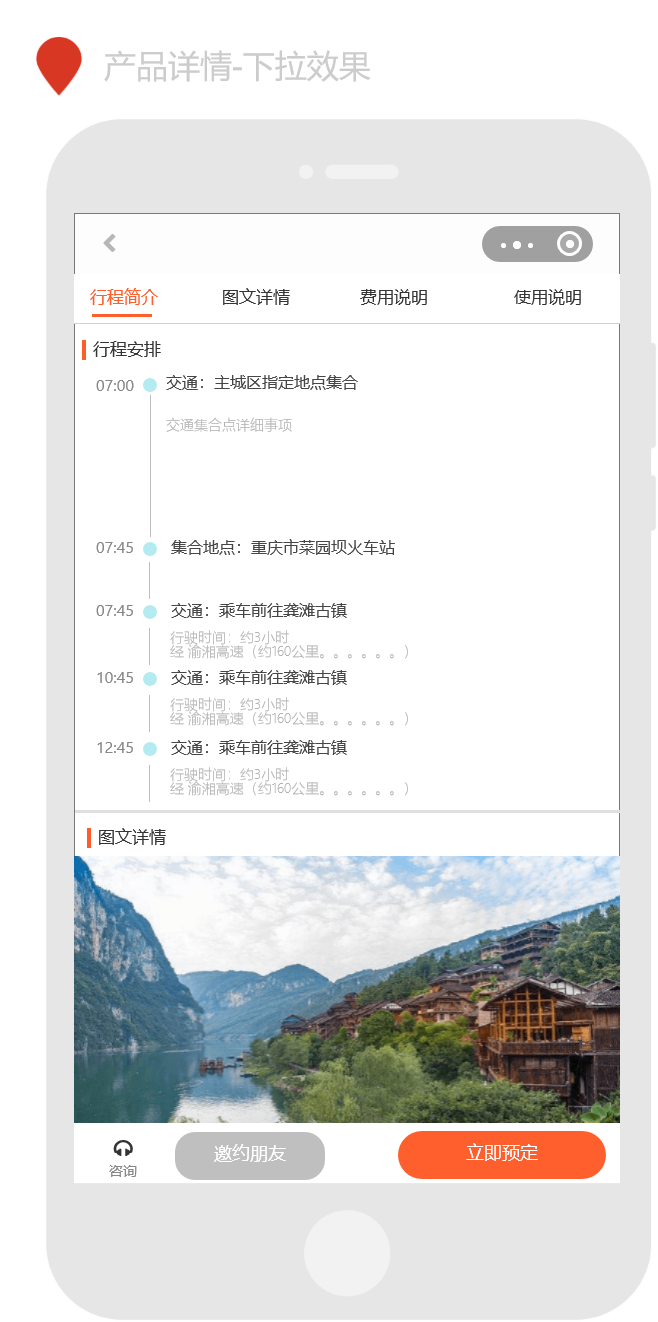 产品详情-下拉效果
行程简介 图文详情 费用说明 使用说明
行程安排
07:00 交通：主城区指定地点集合
交通集合点详细事项
07:45 集合地点：重庆市菜园坝火车站
07:45 交通：乘车前往龚滩古镇
行驶时间：约3小时
经 渝湘高速（约160公里。。。。。。）
10:45 交通：乘车前往龚滩古镇
行驶时间：约3小时
经 渝湘高速（约160公里。。。。。。）
12:45 交通：乘车前往龚滩古镇
行驶时间：约3小时
经 渝湘高速（约160公里。。。。。。）
图文详情
咨询 邀约朋友 立即预定